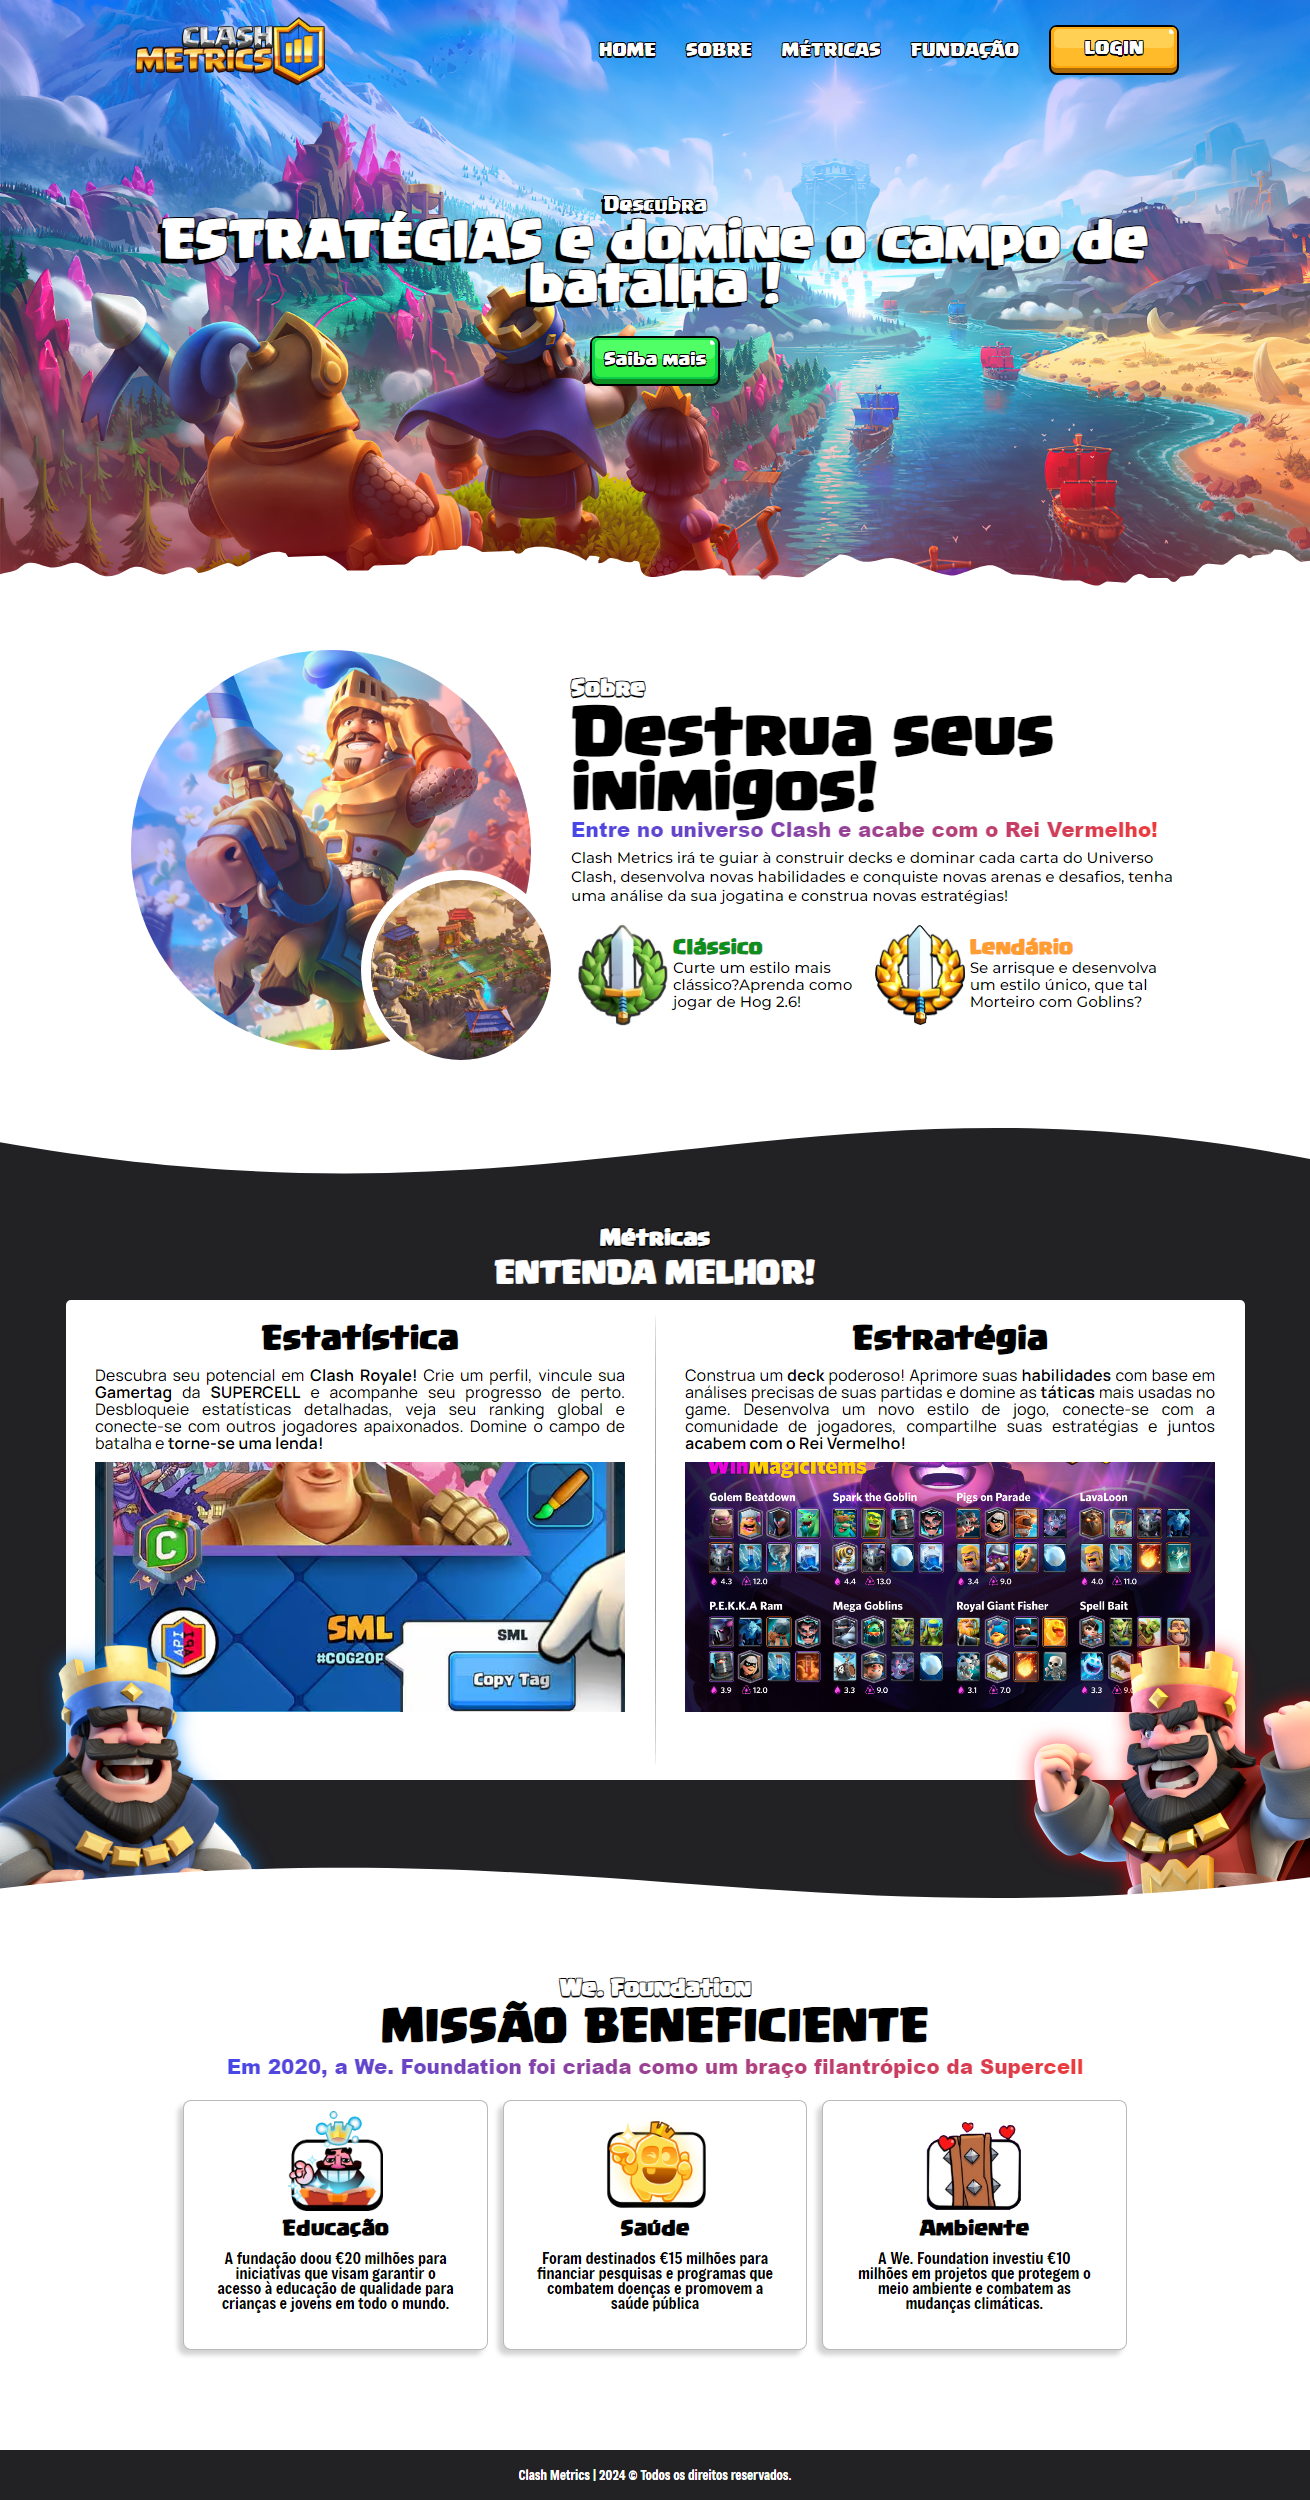 CLASH
METRICS
HOME SOBRE MÉTRICAS FUNDAÇÃO LOGIN
Descubra
ESTRATÉGIAS e domine o campo de
batalha !
Saiba mais
Sobre
Destrua seus
inimigos!
Entre no universo Clash e acabe com o Rei Vermelho!
Clash Metrics irá te guiar à construir decks e dominar cada carta do Universo
Clash, desenvolva novas habilidades e conquiste novas arenas e desafios, tenha
uma análise da sua jogatina e construa novas estratégias!
Clássico
Curte um estilo mais
clássico?Aprenda como
jogar de Hog 2.6!
Lendário
Se arrisque e desenvolva
um estilo único, que tal
Morteiro com Goblins?
Métricas
ENTENDA MELHOR!
Estatística
Descubra seu potencial em Clash Royale! Crie um perfil, vincule sua
Gamertag da SUPERCELL e acompanhe seu progresso de perto.
Desbloqueie estatísticas detalhadas, veja seu ranking global e
conecte-se com outros jogadores apaixonados. Domine o campo de
batalha e torne-se uma lenda!
C
API
SML
#C0G20P
SML
Copy Tag
Estratégia
Construa um deck poderoso! Aprimore suas habilidades com base em
análises precisas de suas partidas e domine as táticas mais usadas no
game. Desenvolva um novo estilo de jogo, conecte-se com a
comunidade de jogadores, compartilhe suas estratégias e juntos
acabem com o Rei Vermelho!
WinMagicItems
Golem Beatdown Spark the Goblin Pigs on Parade LavaLoon
4.3 12.0 4.4 13.0 3.4 9.0 4.0 11.0
P.E.K.K.A Ram Mega Goblins Royal Giant Fisher Spell Bait
3.9 12.0 3.3 9.0 3.1 7.0 3.3
We. Foundation
MISSÃO BENEFICIENTE
Em 2020, a We. Foundation foi criada como um braço filantrópico da Supercell
Educação
A fundação doou €20 milhões para
iniciativas que visam garantir o
acesso à educação de qualidade para
crianças e jovens em todo o mundo.
Saúde
Foram destinados €15 milhões para
financiar pesquisas e programas que
combatem doenças e promovem a
saúde pública
Ambiente
A We. Foundation investiu €10
milhões em projetos que protegem o
meio ambiente e combatem as
mudanças climáticas.
Clash Metrics | 2024 © Todos os direitos reservados.